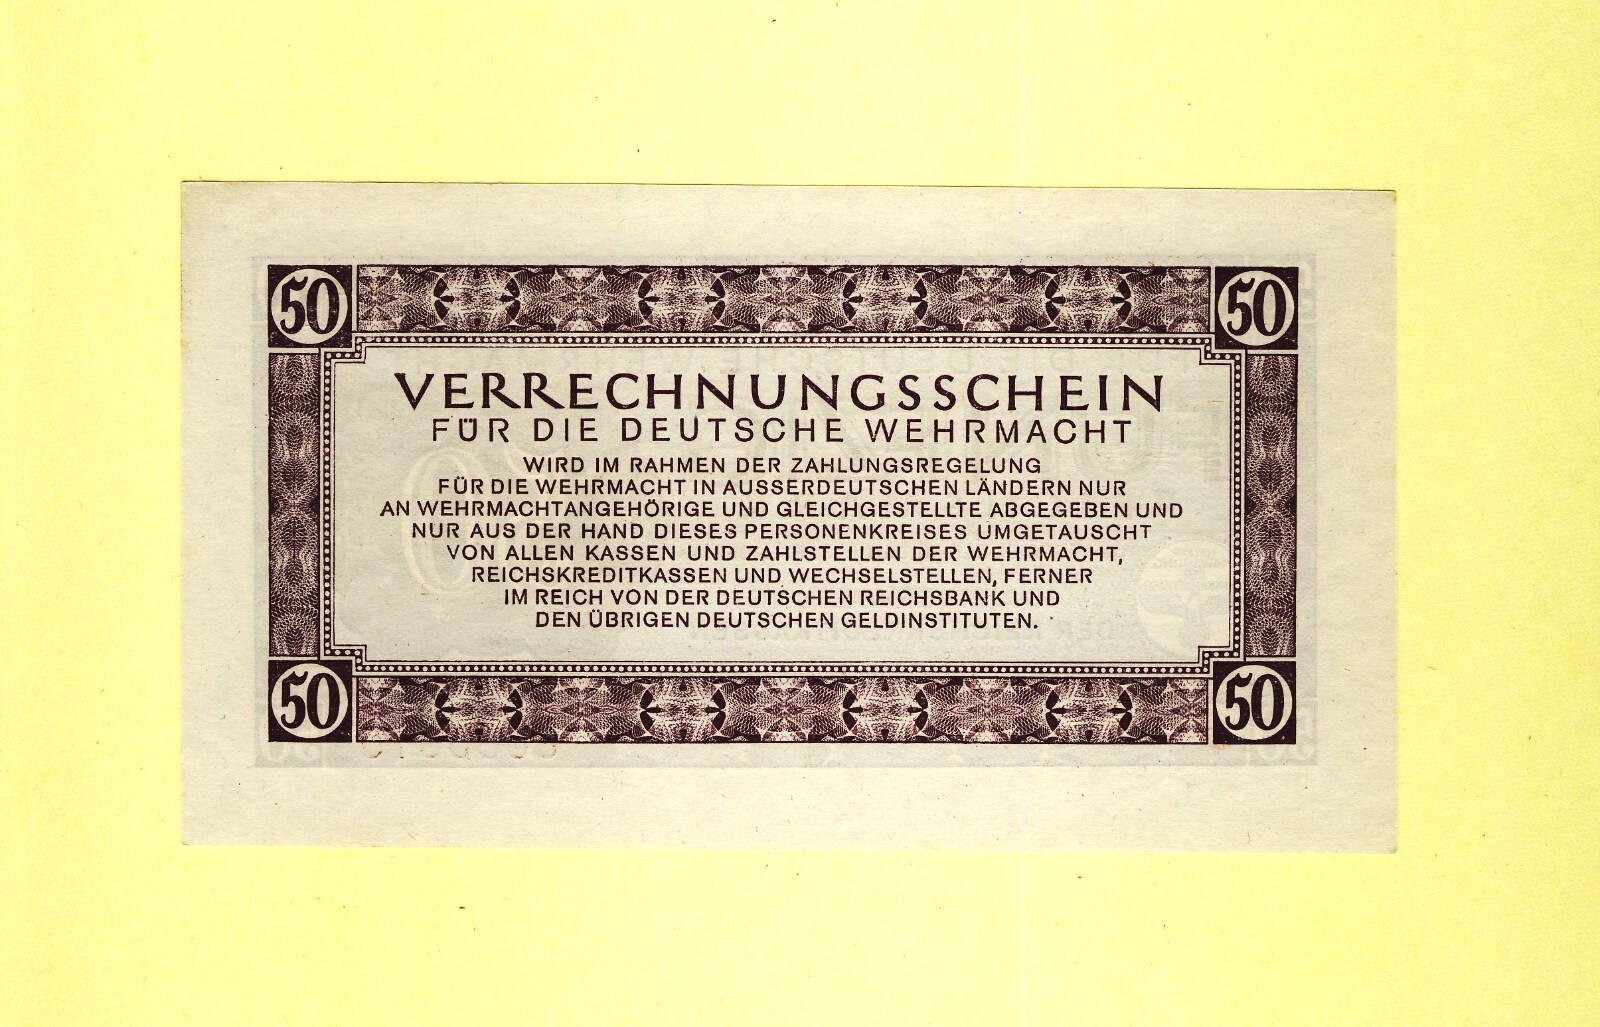 50 50
VERRECHNUNGSSCHEIN
FÜR DIE DEUTSCHE WEHRMACHT
WIRD IM RAHMEN DER ZAHLUNGSREGELUNG
FÜR DIE WEHRMACHT IN AUSSERDEUTSCHEN LÄNDERN NUR
AN WEHRMACHTANGEHÖRIGE UND GLEICHGESTELLTE ABGEGEBEN UND
NUR AUS DER HAND DIESES PERSONENKREISES UMGETAUSCHT
VON ALLEN KASSEN UND ZAHLSTELLEN DER WEHRMACHT,
REICHSKREDITKASSEN UND WECHSELSTELLEN, FERNER
IM REICH VON DER DEUTSCHEN REICHSBANK UND
DEN ÜBRIGEN DEUTSCHEN GELDINSTITUTEN.
50 50